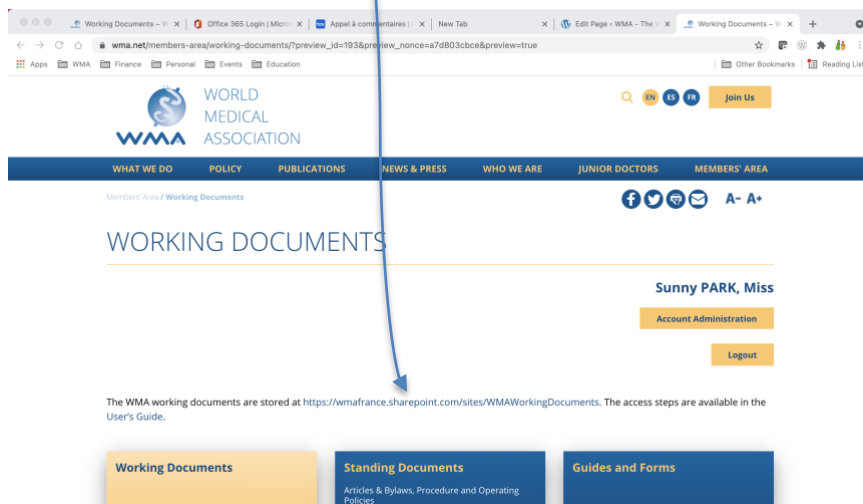 Working Documents – W
Office 365 Login | Micro
Appel à commentaires |
New Tab
Edit Page ‹ WMA – The
Working Documents – W
wma.net/members-area/working-documents/?preview_id=193&preview_nonce=a7d803cbce&preview=true
Apps WMA Finance Personal Events Education Other Bookmarks Reading List
WORLD
MEDICAL
ASSOCIATION
WMA
EN ES FR Join Us
WHAT WE DO POLICY PUBLICATIONS NEWS & PRESS WHO WE ARE JUNIOR DOCTORS MEMBERS' AREA
Members' Area / Working Documents
A- A+
WORKING DOCUMENTS
Sunny PARK, Miss
Account Administration
Logout
The WMA working documents are stored at https://wmafrance.sharepoint.com/sites/WMAWorkingDocuments. The access steps are available in the
User's Guide.
Working Documents
Standing Documents
Articles & Bylaws, Procedure and Operating
Policies
Guides and Forms